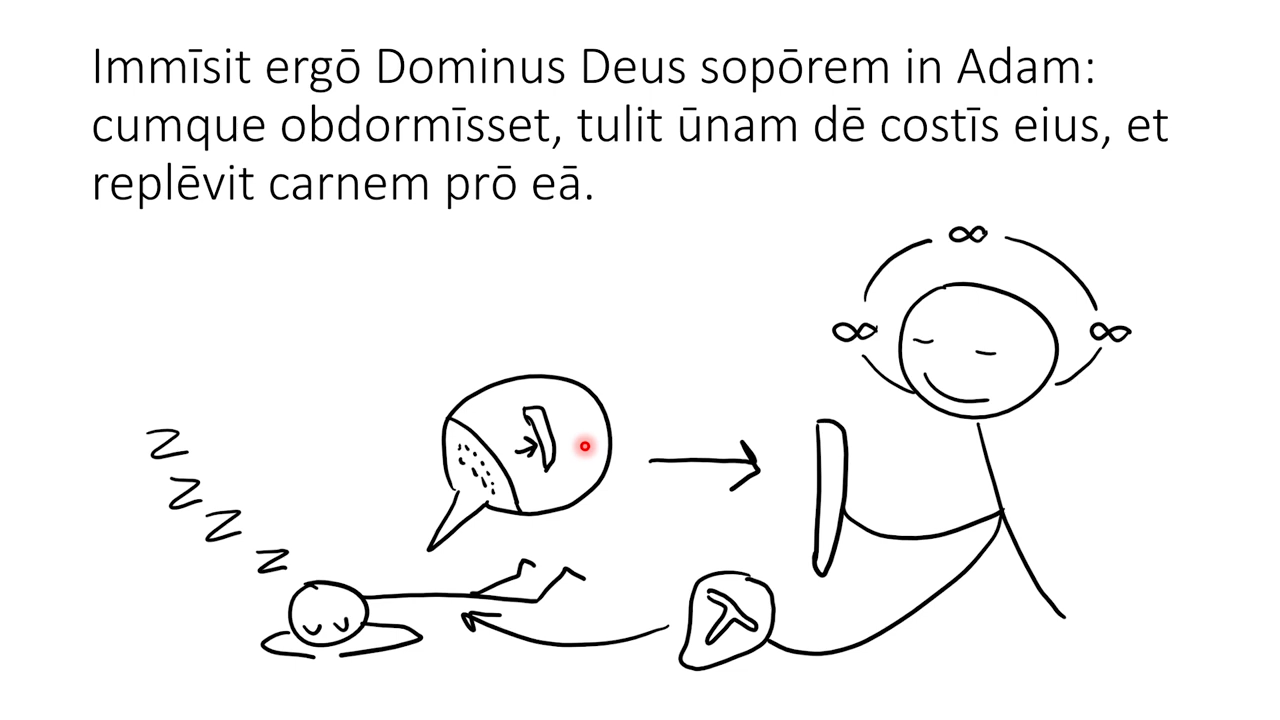 Immīsit ergō Dominus Deus sopōrem in Adam:
cumque obdormīsset, tulit ūnam dē costīs eius, et
replēvit carnem prō eā.
∞
∞ ∞
z
z
z
z